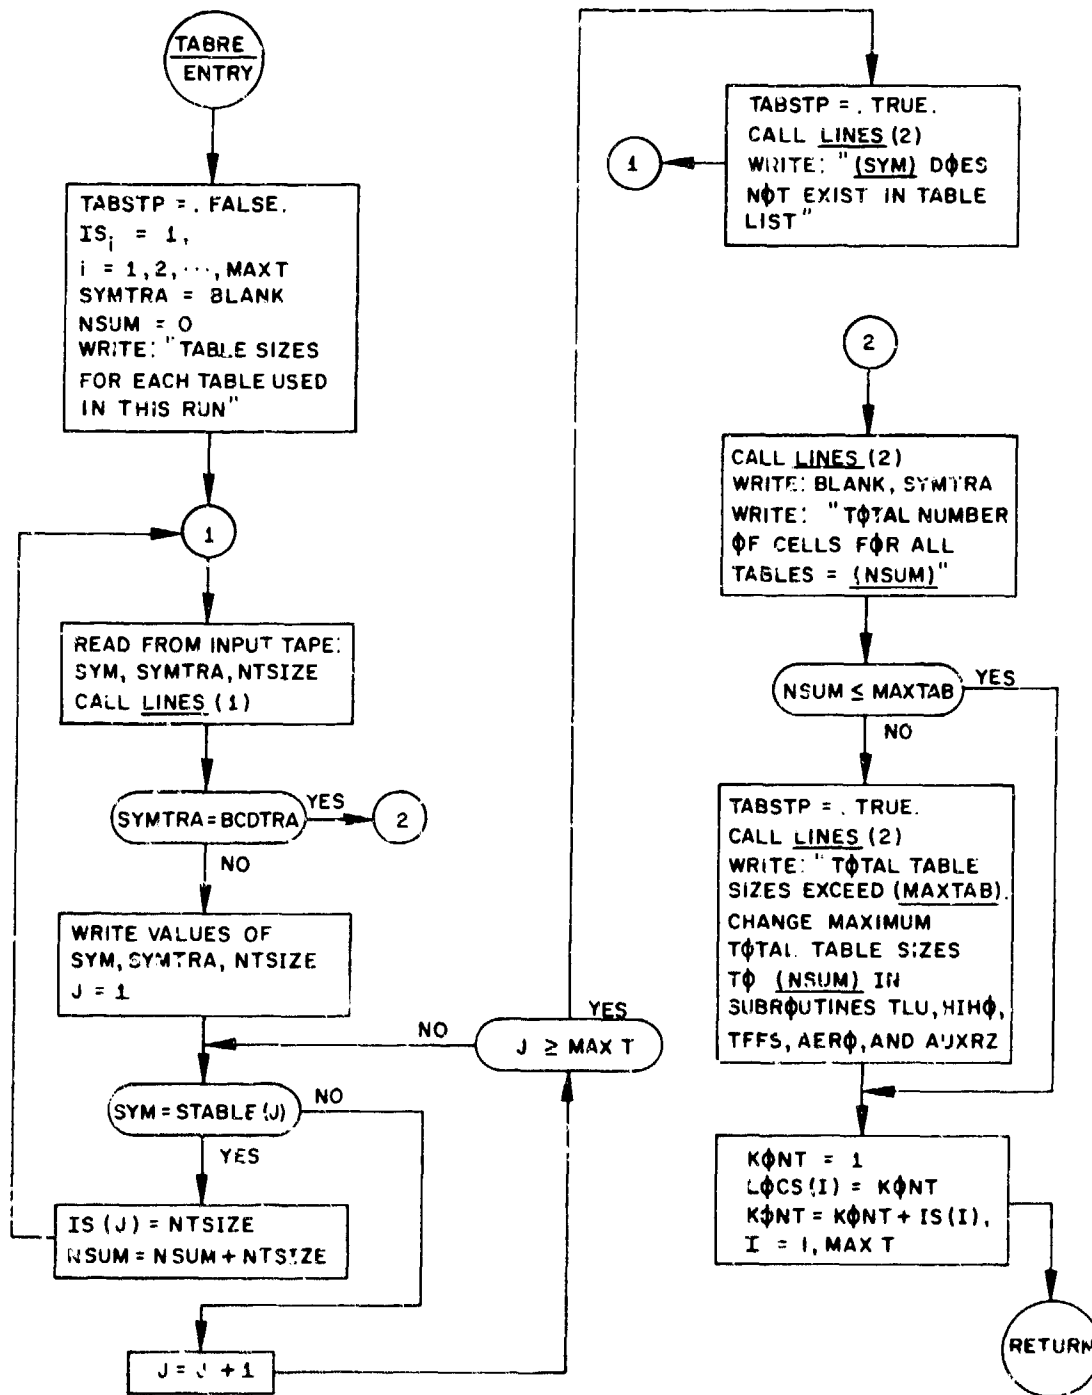 TABRE
ENTRY
TABSTP = . FALSE.
ISi = 1,
i = 1, 2, ···, MAX T
SYMTRA = BLANK
NSUM = 0
WRITE: "TABLE SIZES
FOR EACH TABLE USED
IN THIS RUN"
1
READ FROM INPUT TAPE:
SYM, SYMTRA, NTSIZE
CALL LINES (1)
SYMTRA = BCDTRA
YES
2
NO
WRITE VALUES OF
SYM, SYMTRA, NTSIZE
J = 1
NO
J ≥ MAX T
YES
SYM = STABLE (J)
NO
YES
IS (J) = NTSIZE
NSUM = NSUM + NTSIZE
J = J + 1
TABSTP = . TRUE.
CALL LINES (2)
WRITE: "(SYM) DΦES
NΦT EXIST IN TABLE
LIST"
1
2
CALL LINES (2)
WRITE: BLANK, SYMTRA
WRITE: "TΦTAL NUMBER
ΦF CELLS FΦR ALL
TABLES = (NSUM)"
NSUM ≤ MAXTAB
YES
NO
TABSTP = . TRUE.
CALL LINES (2)
WRITE: "TΦTAL TABLE
SIZES EXCEED (MAXTAB).
CHANGE MAXIMUM
TΦTAL TABLE SIZES
TΦ (NSUM) IN
SUBRΦUTINES TLU, HIHΦ,
TFFS, AERΦ, AND AUXRZ
KΦNT = 1
LΦCS(I) = KΦNT
KΦNT = KΦNT + IS(I),
I = 1, MAX T
RETURN